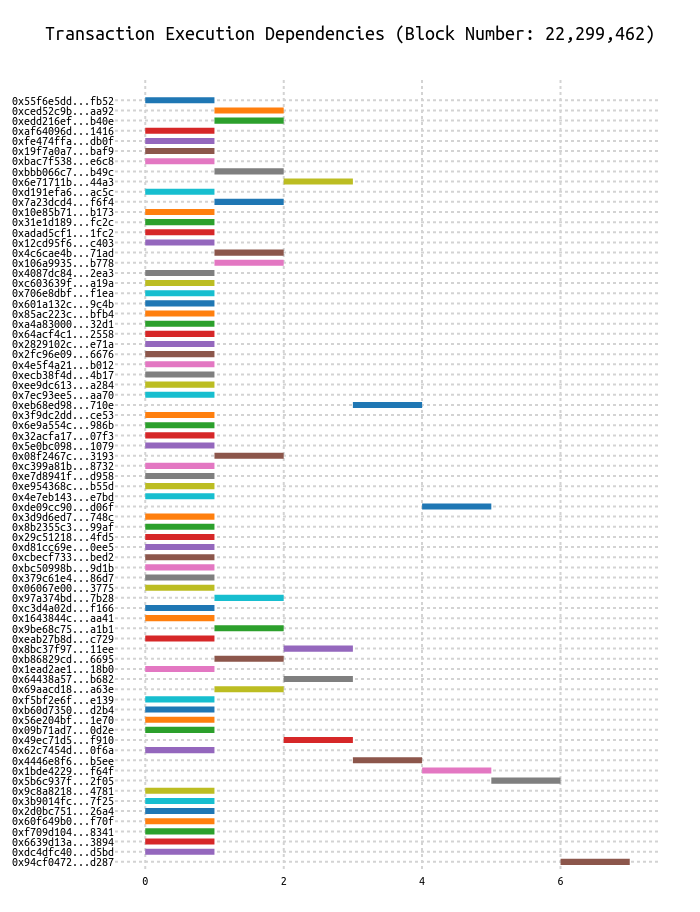 Transaction Execution Dependencies (Block Number: 22,299,462)
0x55f6e5dd...fb52
0xced52c9b...aa92
0xedd216ef...b40e
0xaf64096d...1416
0xfe474ffa...db0f
0x19f7a0a7...baf9
0xbac7f538...e6c8
0xbbb066c7...b49c
0x6e71711b...44a3
0xd191efa6...ac5c
0x7a23dcd4...f6f4
0x10e85b71...b173
0x31e1d189...fc2c
0xadad5cf1...1fc2
0x12cd95f6...c403
0x4c6cae4b...71ad
0x106a9935...b778
0x4087dc84...2ea3
0xc603639f...a19a
0x706e8dbf...f1ea
0x601a132c...9c4b
0x85ac223c...bfb4
0xa4a83000...32d1
0x64acf4c1...2558
0x2829102c...e71a
0x2fc96e09...6676
0x4e5f4a21...b012
0xecb38f4d...4b17
0xee9dc613...a284
0x7ec93ee5...aa70
0xeb68ed98...710e
0x3f9dc2dd...ce53
0x6e9a554c...986b
0x32acfa17...07f3
0x5e0bc098...1079
0x08f2467c...3193
0xc399a81b...8732
0xe7d8941f...d958
0xe954368c...b55d
0x4e7eb143...e7bd
0xde09cc90...d06f
0x3d9d6ed7...748c
0x8b2355c3...99af
0x29c51218...4fd5
0xd81cc69e...0ee5
0xcbecf733...bed2
0xbc50998b...9d1b
0x379c61e4...86d7
0x06067e00...3775
0x97a374bd...7b28
0xc3d4a02d...f166
0x1643844c...aa41
0x9be68c75...a1b1
0xeab27b8d...c729
0x8bc37f97...11ee
0xb86829cd...6695
0x1ead2ae1...18b0
0x64438a57...b682
0x69aacd18...a63e
0xf5bf2e6f...e139
0xb60d7350...d2b4
0x56e204bf...1e70
0x09b71ad7...0d2e
0x49ec71d5...f910
0x62c7454d...0f6a
0x4446e8f6...b5ee
0x1bde4229...f64f
0x5b6c937f...2f05
0x9c8a8218...4781
0x3b9014fc...7f25
0x2d0bc751...26a4
0x60f649b0...f70f
0xf709d104...8341
0x6639d13a...3894
0xdc4dfc40...d5bd
0x94cf0472...d287
0 2 4 6